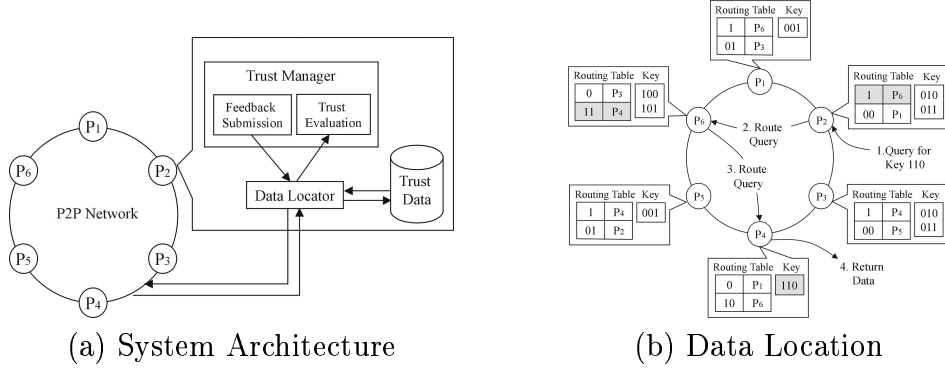 P1
P2
P3
P4
P5
P6
P2P Network
Trust Manager
Feedback
Submission
Trust
Evaluation
Data Locator
Trust
Data
(a) System Architecture
Routing Table Key
1 P6 001
01 P3
P1
Routing Table Key
1 P6 010
00 P1 011
P2
1.Query for
Key 110
Routing Table Key
0 P3 100
11 P4 101
P6
2. Route
Query
3. Route
Query
Routing Table Key
1 P4 001
01 P2
P5
Routing Table Key
1 P4 010
00 P5 011
P3
P4
Routing Table Key
0 P1 110
10 P6
4. Return
Data
(b) Data Location